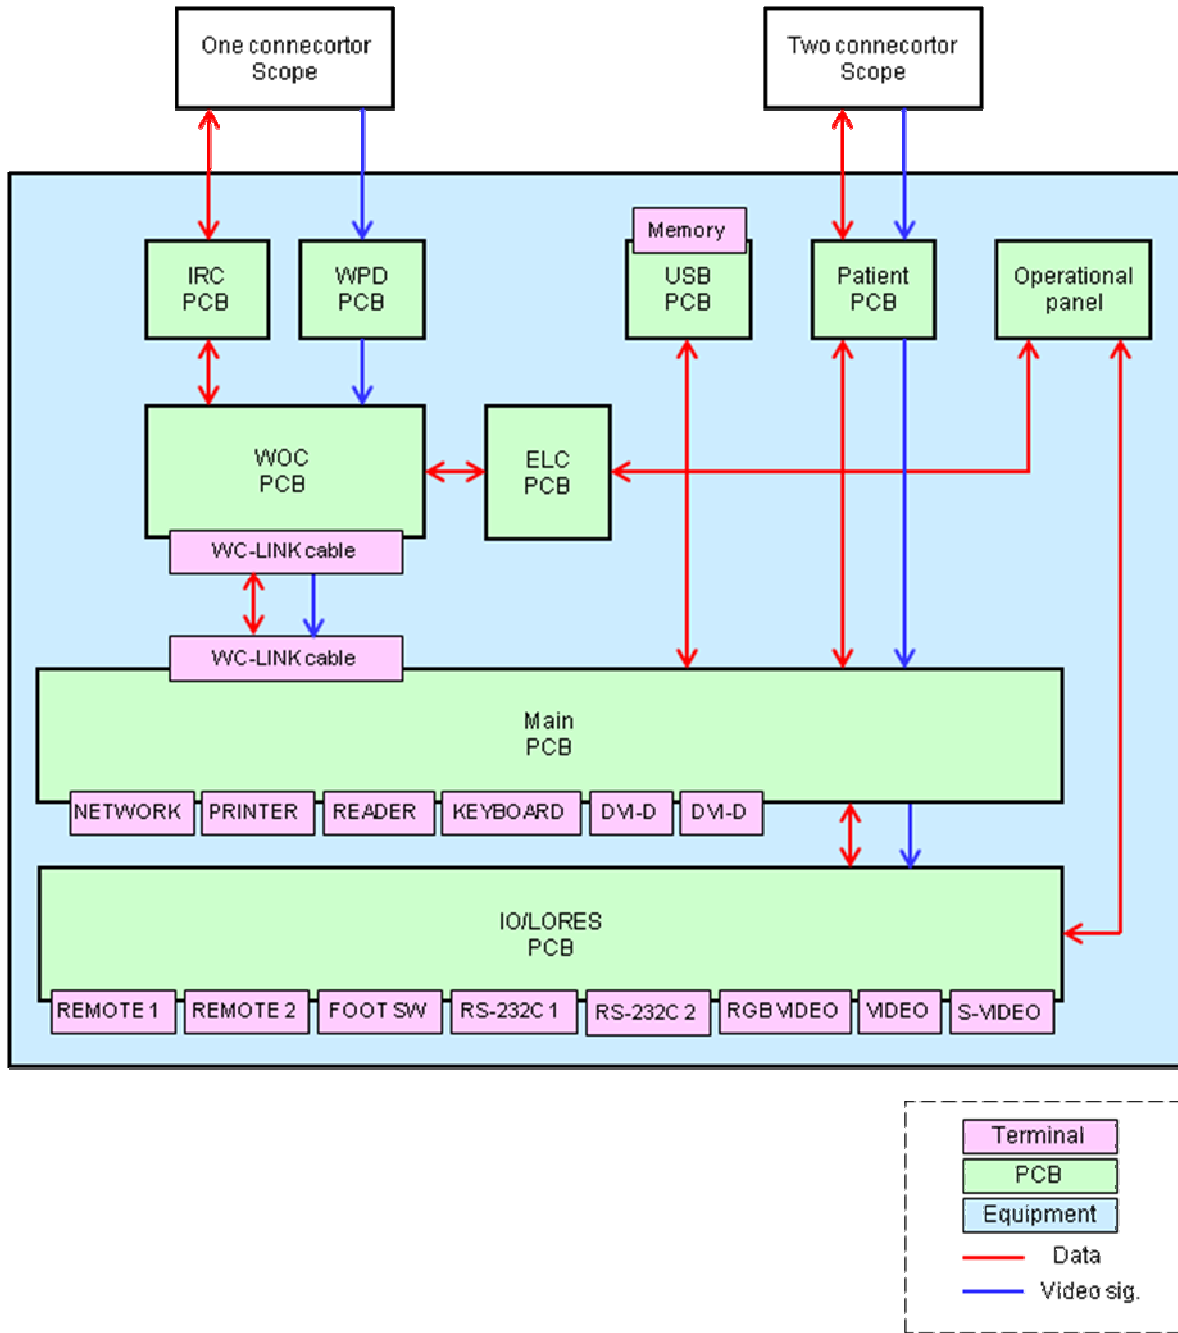 One connecortor
Scope
Two connecortor
Scope
Memory
IRC
PCB
WPD
PCB
USB
PCB
Patient
PCB
Operational
panel
WOC
PCB
ELC
PCB
WC-LINK cable
WC-LINK cable
Main
PCB
NETWORK
PRINTER
READER
KEYBOARD
DVI-D
DVI-D
IO/LORES
PCB
REMOTE 1
REMOTE 2
FOOT SW
RS-232C 1
RS-232C 2
RGB VIDEO
VIDEO
S-VIDEO
Terminal
PCB
Equipment
Data
Video sig.